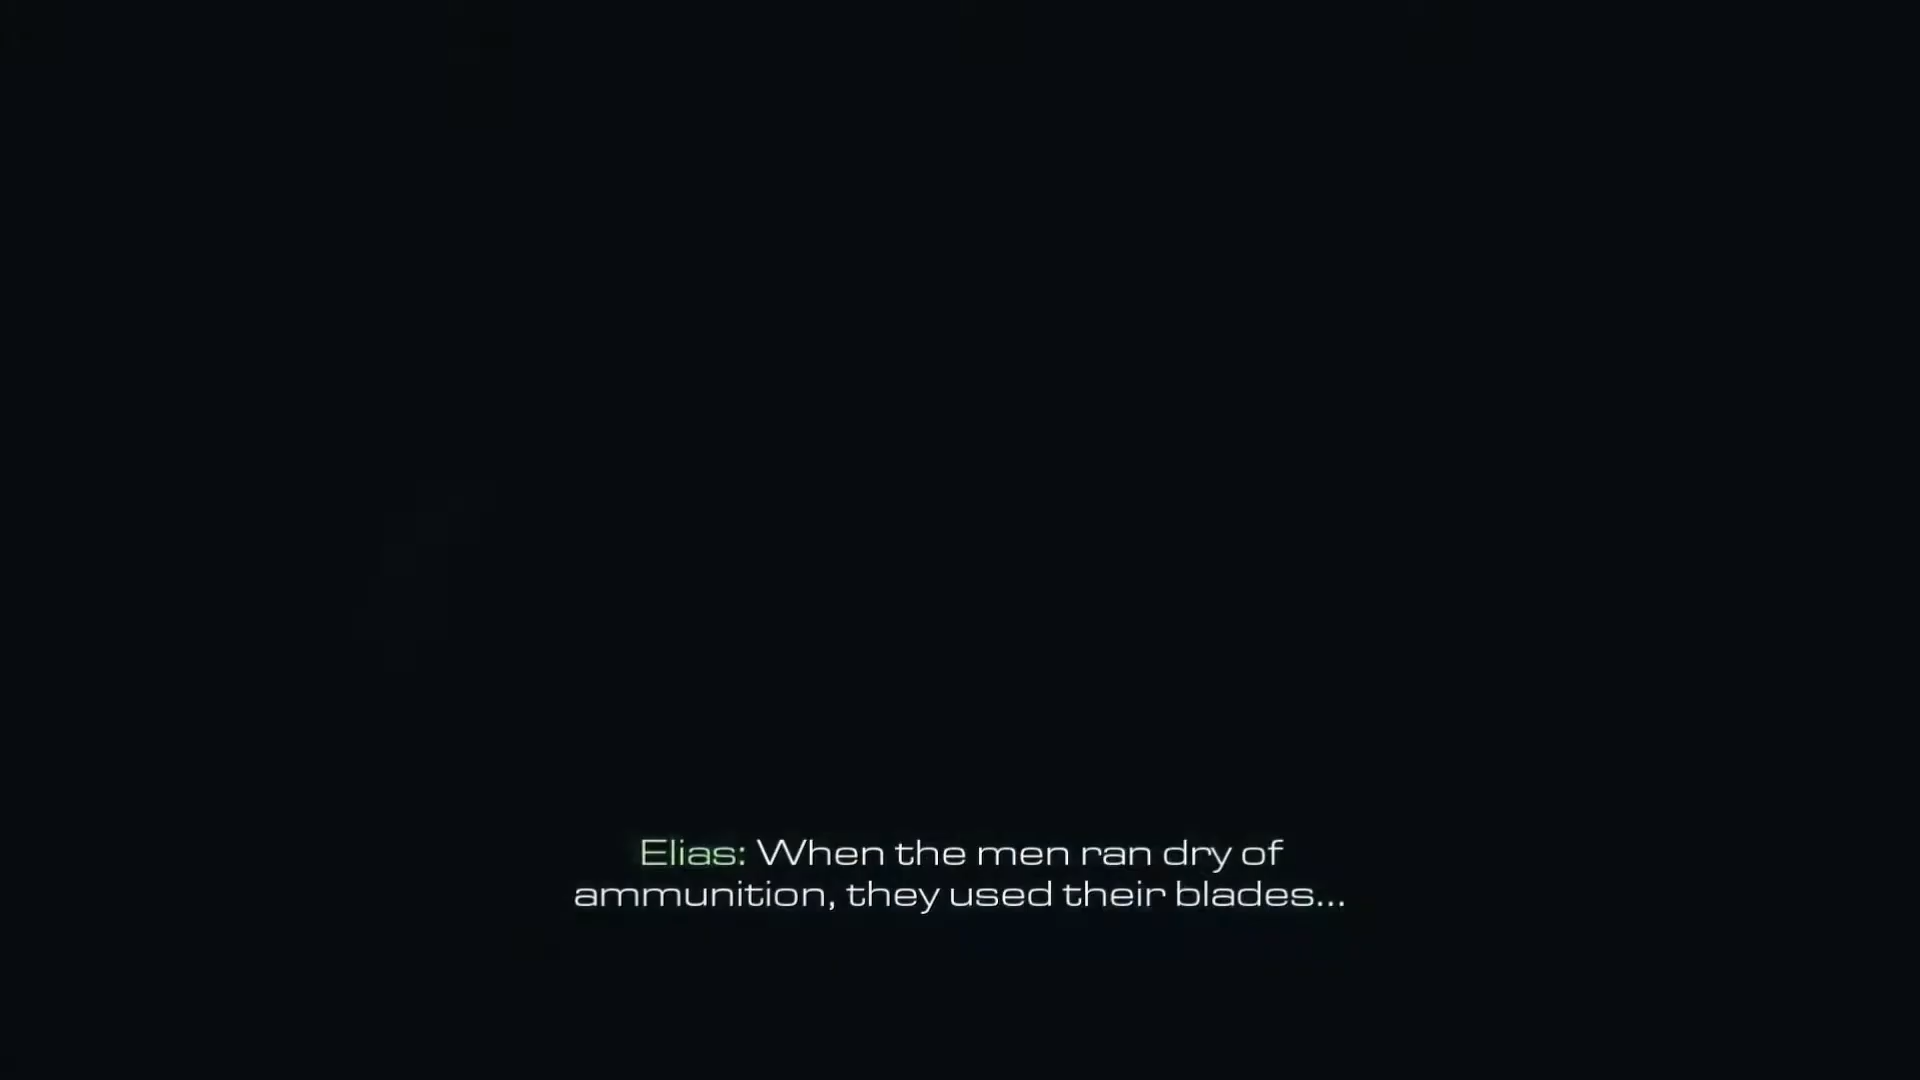 Elias: When the men ran dry of
ammunition, they used their blades...